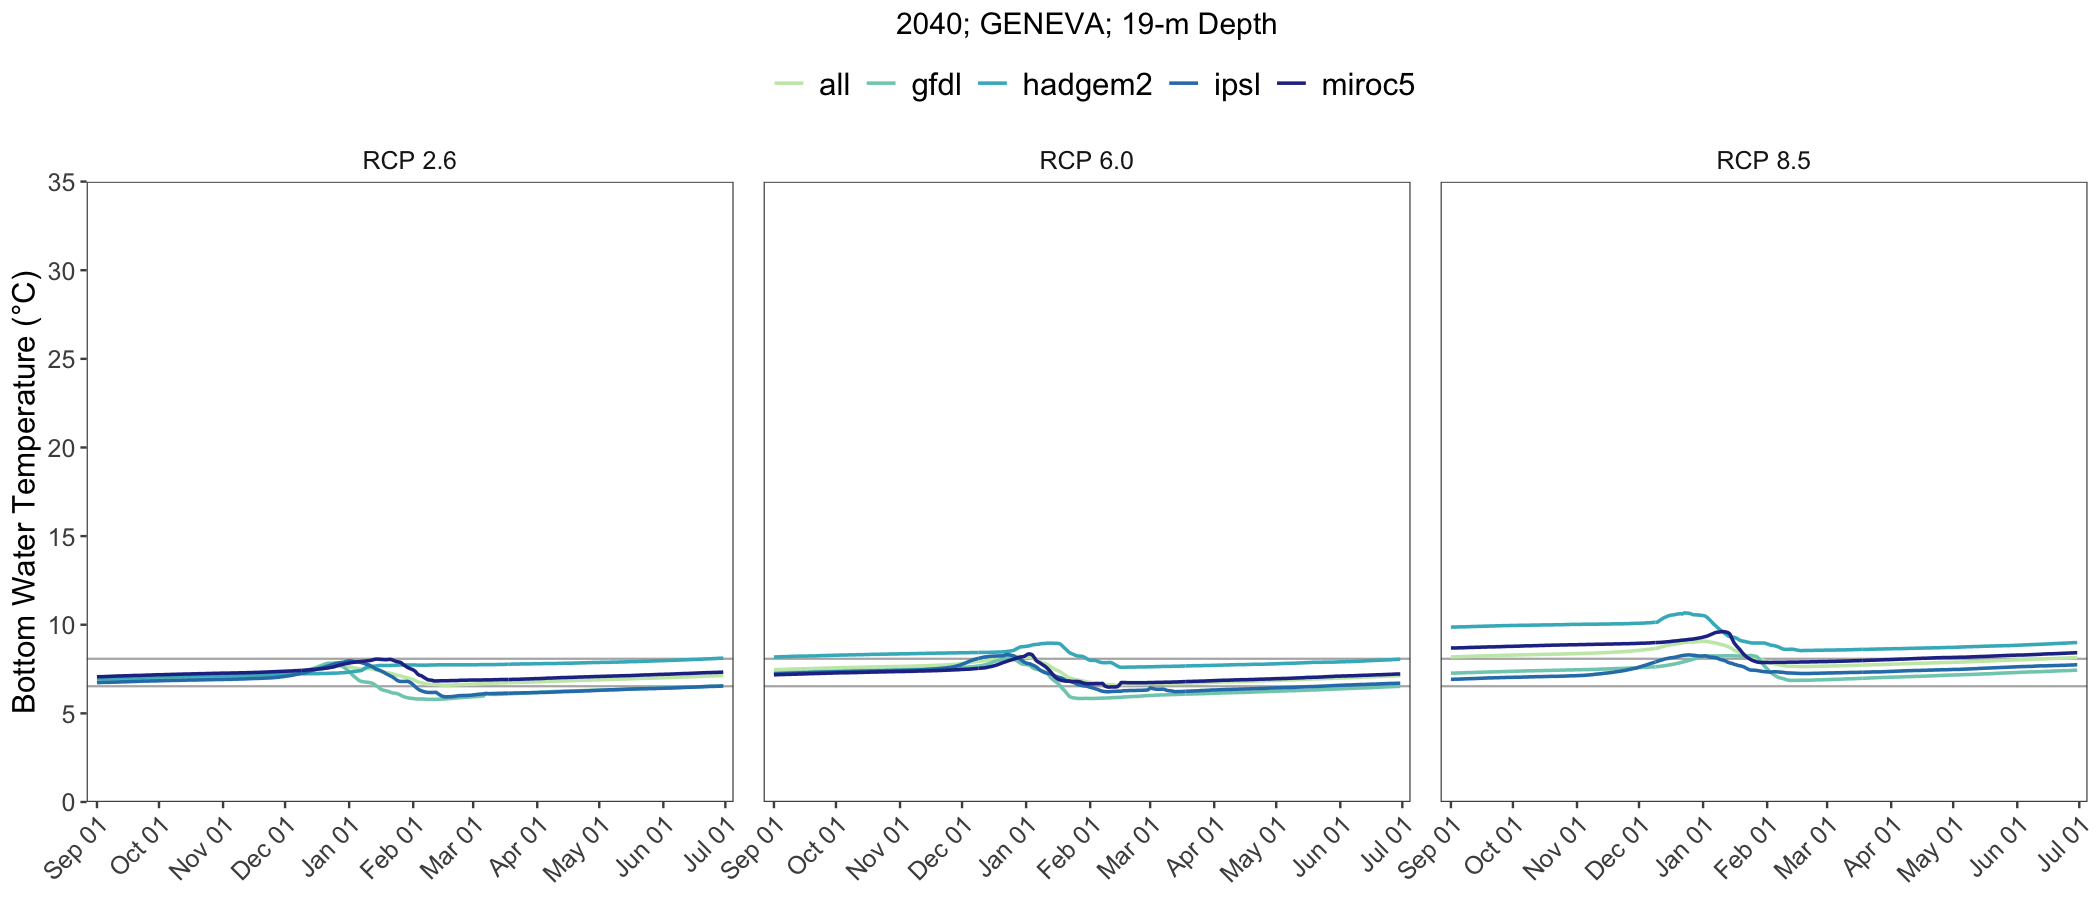 2040; GENEVA; 19-m Depth
all gfdl hadgem2 ipsl miroc5
RCP 2.6 RCP 6.0 RCP 8.5
Bottom Water Temperature (°C)
35
30
25
20
15
10
5
0
Sep 01 Oct 01 Nov 01 Dec 01 Jan 01 Feb 01 Mar 01 Apr 01 May 01 Jun 01 Jul 01
Sep 01 Oct 01 Nov 01 Dec 01 Jan 01 Feb 01 Mar 01 Apr 01 May 01 Jun 01 Jul 01
Sep 01 Oct 01 Nov 01 Dec 01 Jan 01 Feb 01 Mar 01 Apr 01 May 01 Jun 01 Jul 01